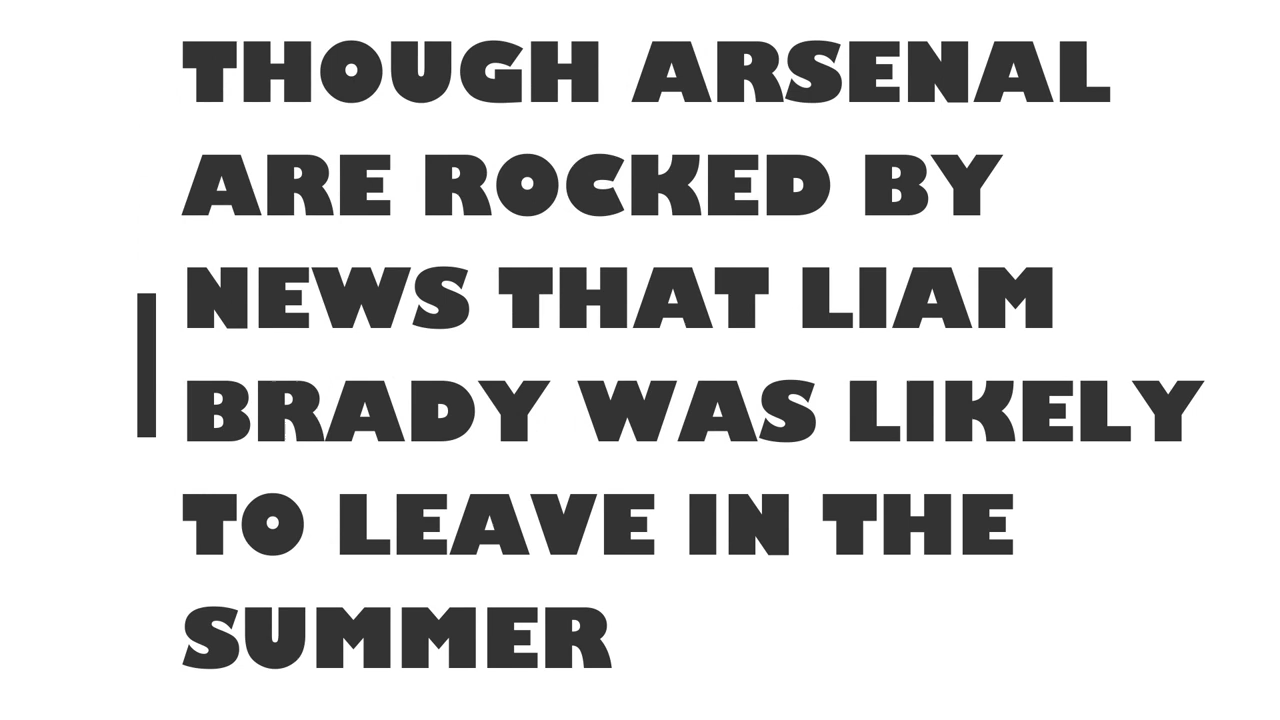 THOUGH ARSENAL
ARE ROCKED BY
NEWS THAT LIAM
BRADY WAS LIKELY
TO LEAVE IN THE
SUMMER